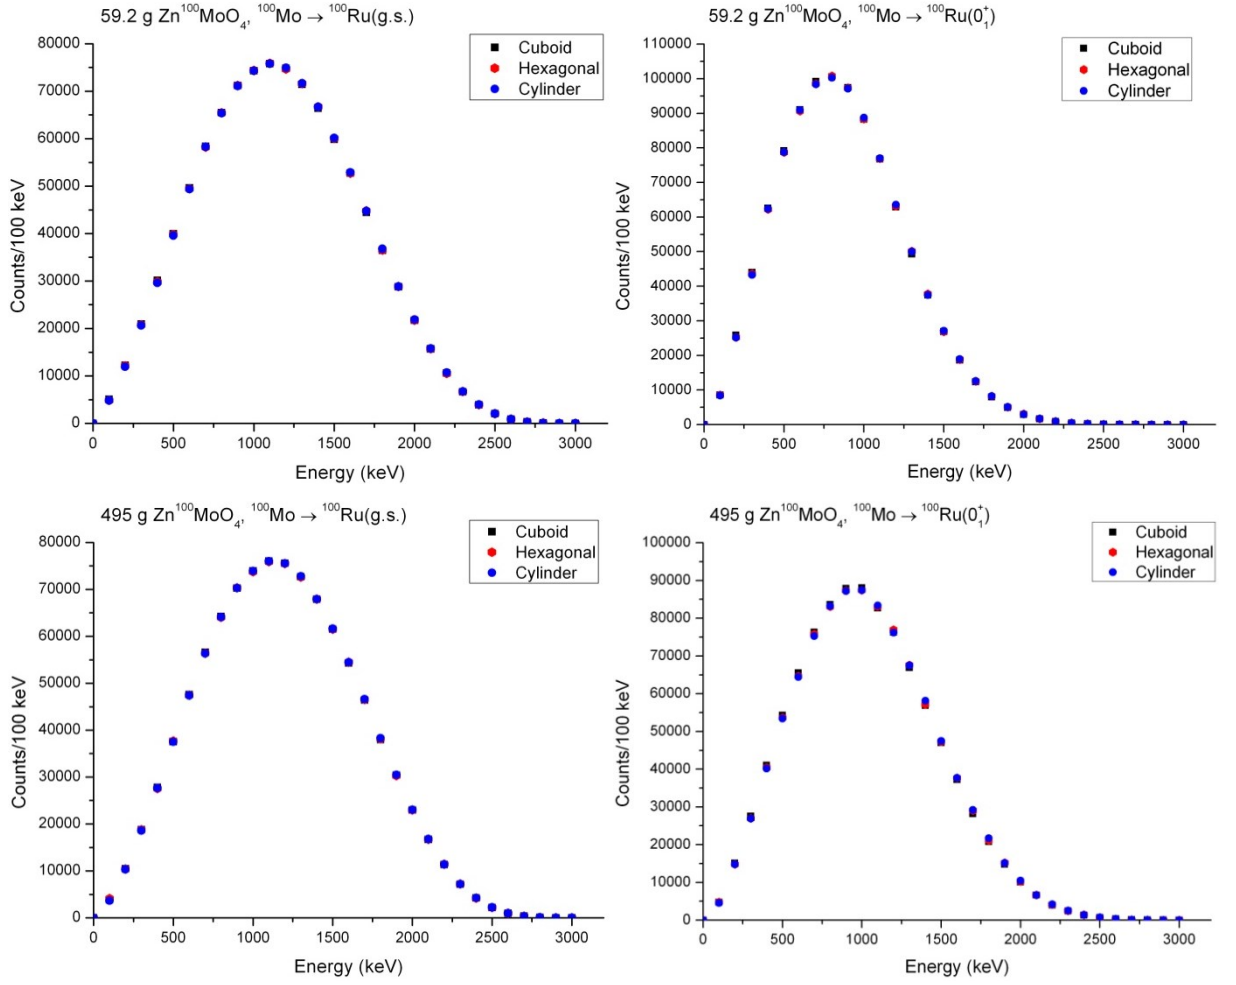 59.2 g Zn¹⁰⁰MoO₄, ¹⁰⁰Mo → ¹⁰⁰Ru(g.s.)
Cuboid
Hexagonal
Cylinder
80000
70000
60000
50000
40000
30000
20000
10000
0
Counts/100 keV
0 500 1000 1500 2000 2500 3000
Energy (keV)
59.2 g Zn¹⁰⁰MoO₄, ¹⁰⁰Mo → ¹⁰⁰Ru(0₁⁺)
Cuboid
Hexagonal
Cylinder
110000
100000
90000
80000
70000
60000
50000
40000
30000
20000
10000
0
Counts/100 keV
0 500 1000 1500 2000 2500 3000
Energy (keV)
495 g Zn¹⁰⁰MoO₄, ¹⁰⁰Mo → ¹⁰⁰Ru(g.s.)
Cuboid
Hexagonal
Cylinder
80000
70000
60000
50000
40000
30000
20000
10000
0
Counts/100 keV
0 500 1000 1500 2000 2500 3000
Energy (keV)
495 g Zn¹⁰⁰MoO₄, ¹⁰⁰Mo → ¹⁰⁰Ru(0₁⁺)
Cuboid
Hexagonal
Cylinder
100000
90000
80000
70000
60000
50000
40000
30000
20000
10000
0
Counts/100 keV
0 500 1000 1500 2000 2500 3000
Energy (keV)